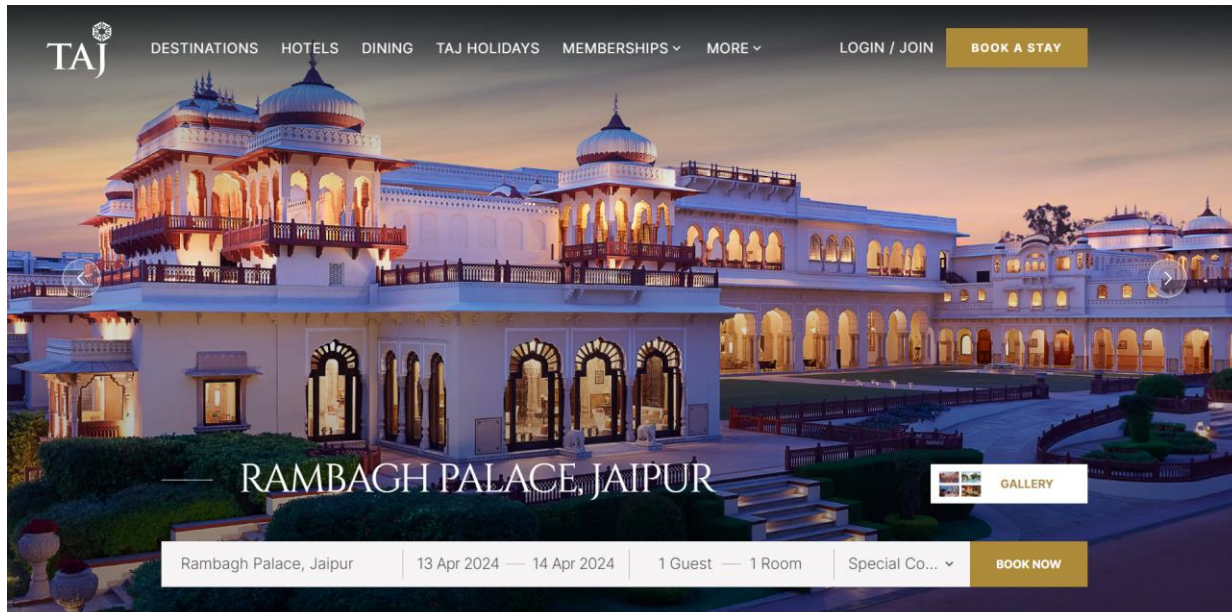 TAJ
DESTINATIONS HOTELS DINING TAJ HOLIDAYS MEMBERSHIPS MORE LOGIN / JOIN BOOK A STAY
RAMBAGH PALACE, JAIPUR
GALLERY
Rambagh Palace, Jaipur 13 Apr 2024 — 14 Apr 2024 1 Guest — 1 Room Special Co... BOOK NOW